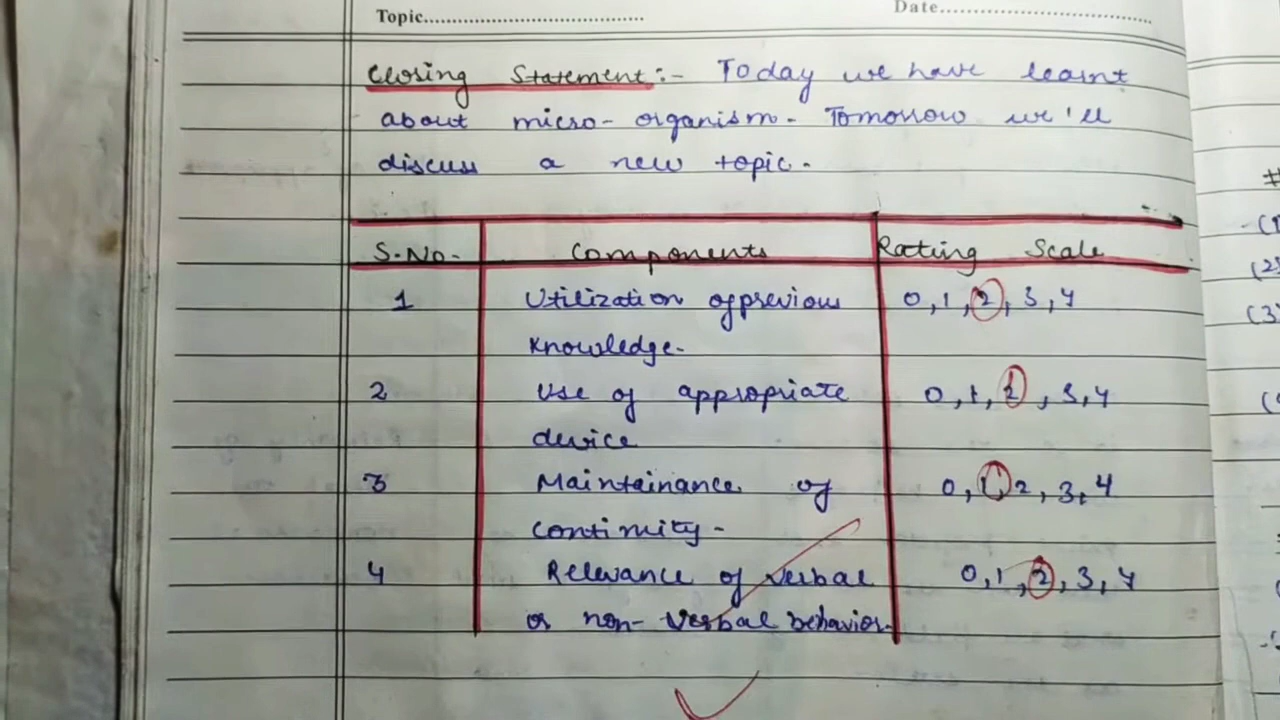 Topic........................................ Date........................................
Closing Statement:- Today we have learnt
about micro-organism. Tomorrow we'll
discuss a new topic.
S.No. Components Rating Scale
1 Utilization of previous 0, 1, 2, 3, 4
knowledge.
2 Use of appropriate 0, 1, 2, 3, 4
device
3 Maintainance of 0, 1, 2, 3, 4
continuity.
4 Relevance of verbal 0, 1, 2, 3, 4
or non-verbal behavior.
#
(3)